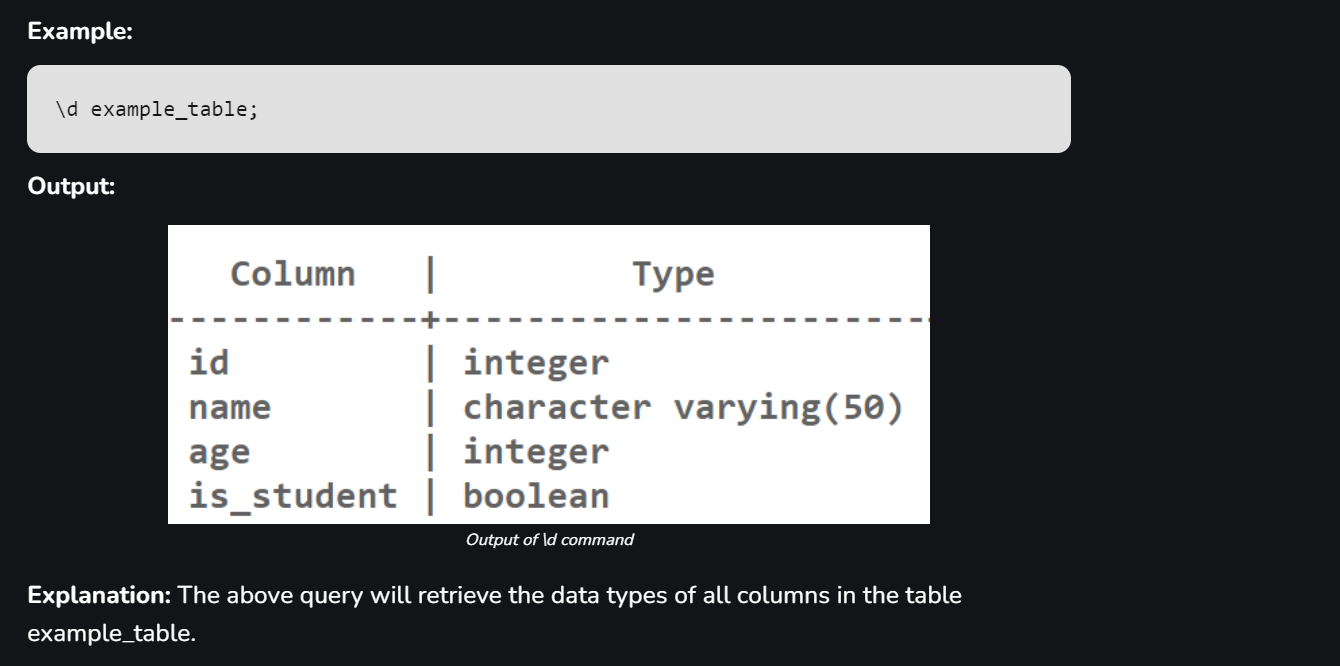 Example:
\d example_table;
Output:
Column | Type
------------+------------------------
id | integer
name | character varying(50)
age | integer
is_student | boolean
Output of \d command
Explanation: The above query will retrieve the data types of all columns in the table
example_table.